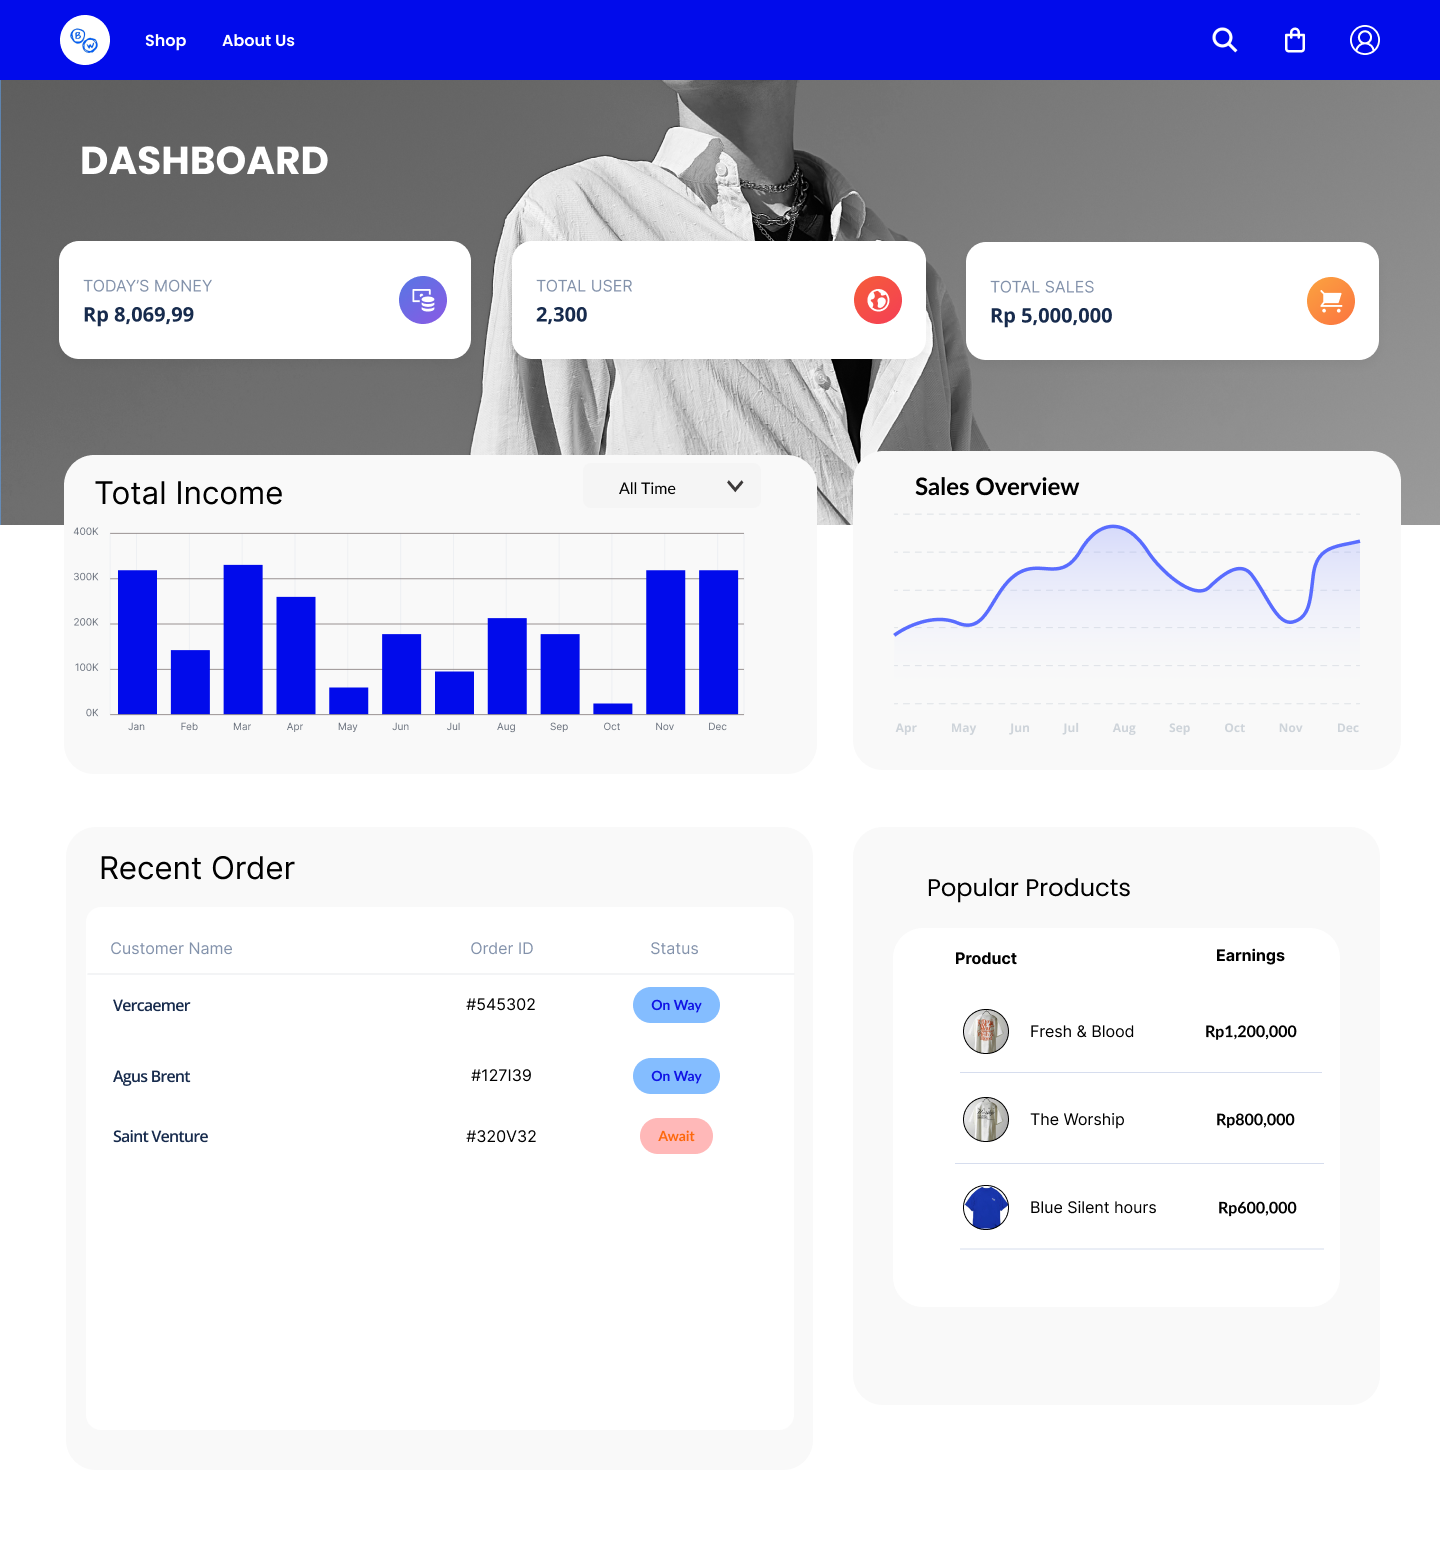 B
W
Shop
About Us
DASHBOARD
TODAY'S MONEY
Rp 8,069,99
TOTAL USER
2,300
TOTAL SALES
Rp 5,000,000
Total Income
All Time
400K
300K
200K
100K
0K
Jan Feb Mar Apr May Jun Jul Aug Sep Oct Nov Dec
Sales Overview
Apr May Jun Jul Aug Sep Oct Nov Dec
Recent Order
Customer Name Order ID Status
Vercaemer #545302 On Way
Agus Brent #127I39 On Way
Saint Venture #320V32 Await
Popular Products
Product Earnings
Fresh & Blood Rp1,200,000
The Worship Rp800,000
Blue Silent hours Rp600,000